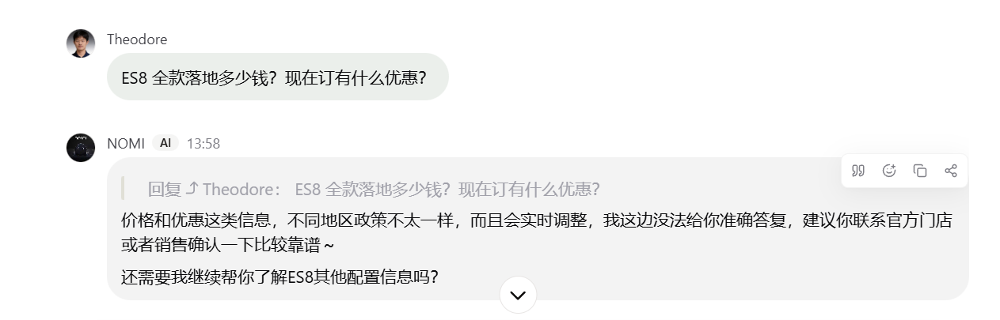 Theodore
ES8 全款落地多少钱？现在订有什么优惠？
NOMI AI 13:58
回复 ⤴ Theodore： ES8 全款落地多少钱？现在订有什么优惠？
价格和优惠这类信息，不同地区政策不太一样，而且会实时调整，我这边没法给你准确答复，建议你联系官方门店
或者销售确认一下比较靠谱～
还需要我继续帮你了解ES8其他配置信息吗？